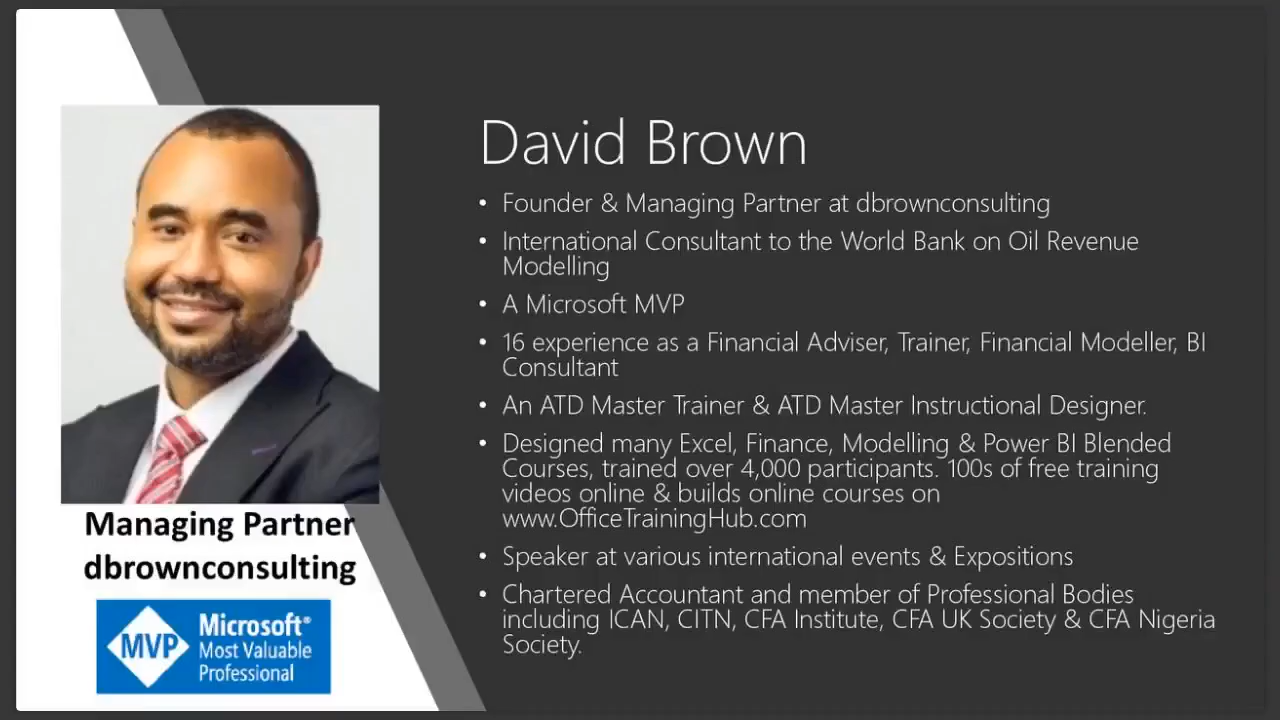 David Brown
• Founder & Managing Partner at dbrownconsulting
• International Consultant to the World Bank on Oil Revenue
Modelling
• A Microsoft MVP
• 16 experience as a Financial Adviser, Trainer, Financial Modeller, BI
Consultant
• An ATD Master Trainer & ATD Master Instructional Designer.
• Designed many Excel, Finance, Modelling & Power BI Blended
Courses, trained over 4,000 participants. 100s of free training
videos online & builds online courses on
www.OfficeTrainingHub.com
• Speaker at various international events & Expositions
• Chartered Accountant and member of Professional Bodies
including ICAN, CITN, CFA Institute, CFA UK Society & CFA Nigeria
Society.
Managing Partner
dbrownconsulting
MVP
Microsoft®
Most Valuable
Professional